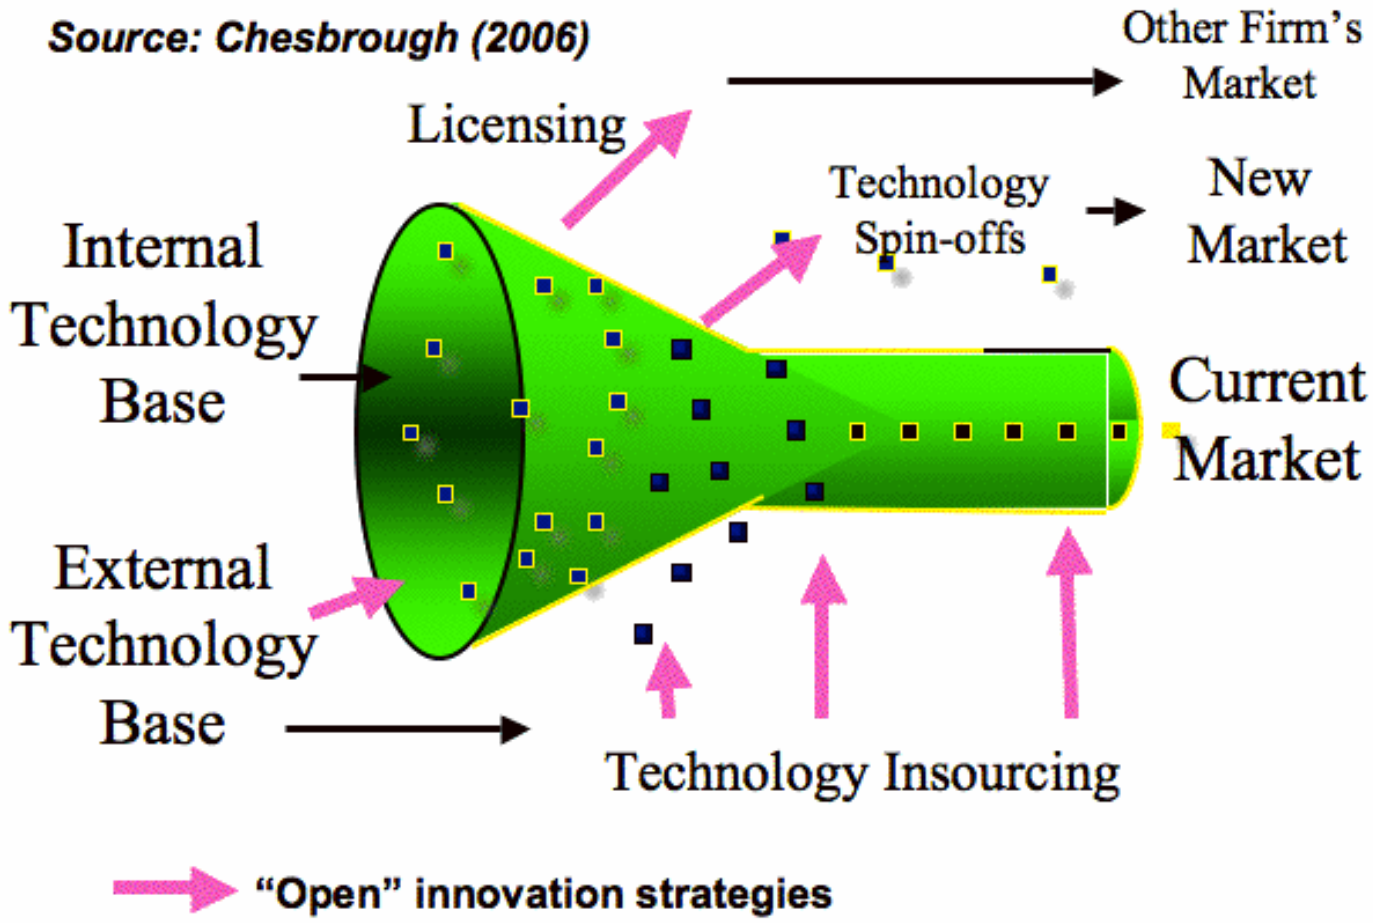 Source: Chesbrough (2006)
Other Firm's
Market
Licensing
Technology
Spin-offs
New
Market
Internal
Technology
Base
Current
Market
External
Technology
Base
Technology Insourcing
“Open” innovation strategies